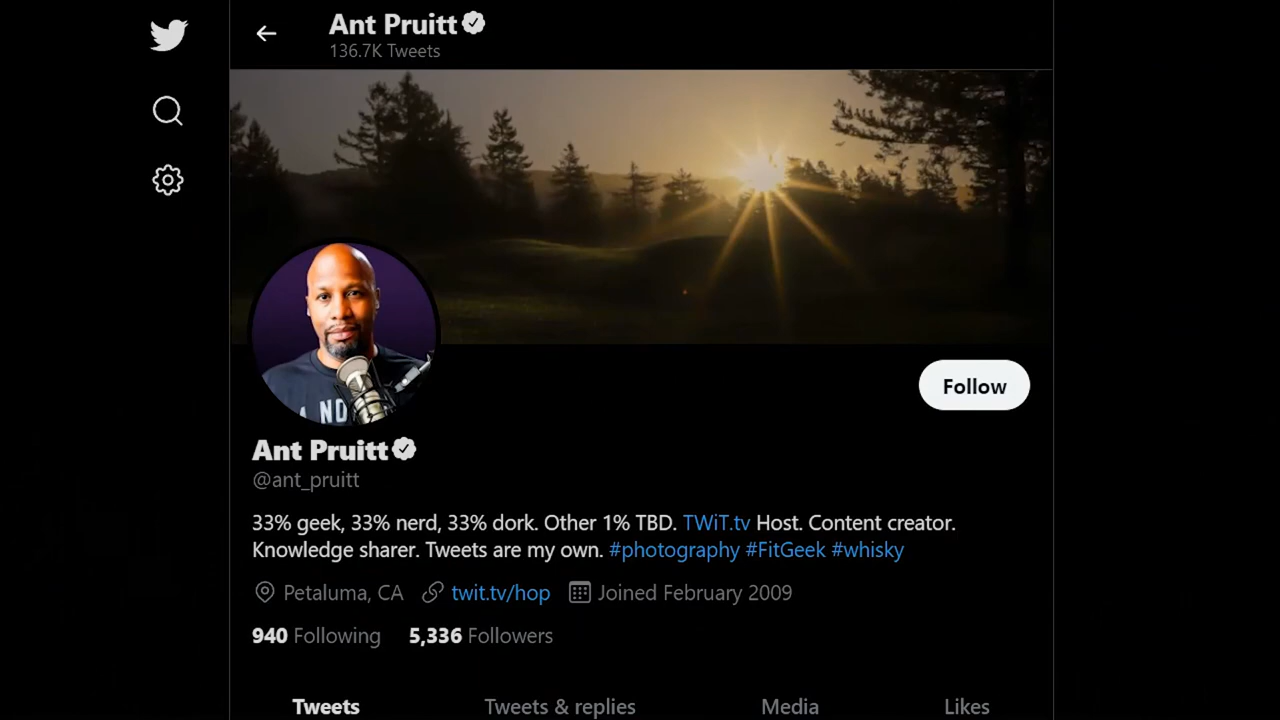 Ant Pruitt
136.7K Tweets
ND
Follow
Ant Pruitt
@ant_pruitt
33% geek, 33% nerd, 33% dork. Other 1% TBD. TWiT.tv Host. Content creator.
Knowledge sharer. Tweets are my own. #photography #FitGeek #whisky
Petaluma, CA twit.tv/hop Joined February 2009
940 Following 5,336 Followers
Tweets Tweets & replies Media Likes